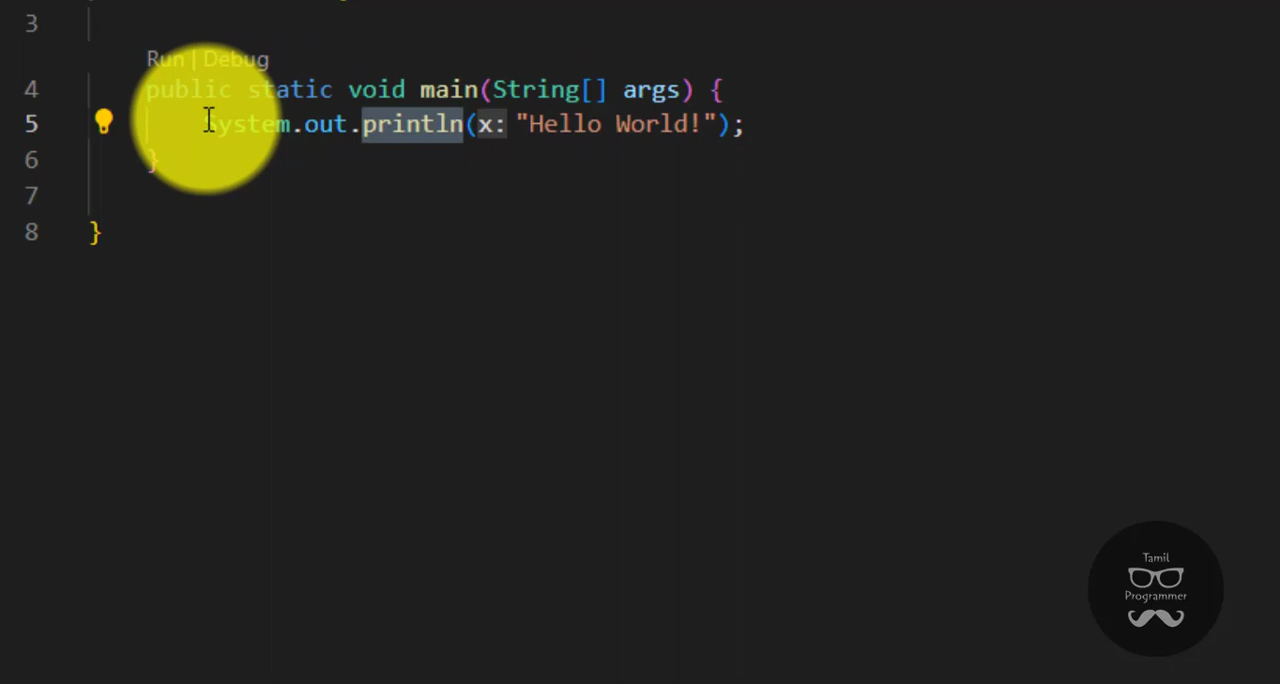 3
Run | Debug
4 public static void main(String[] args) {
5 System.out.println(x: "Hello World!");
6 }
7
8 }
Tamil
Programmer